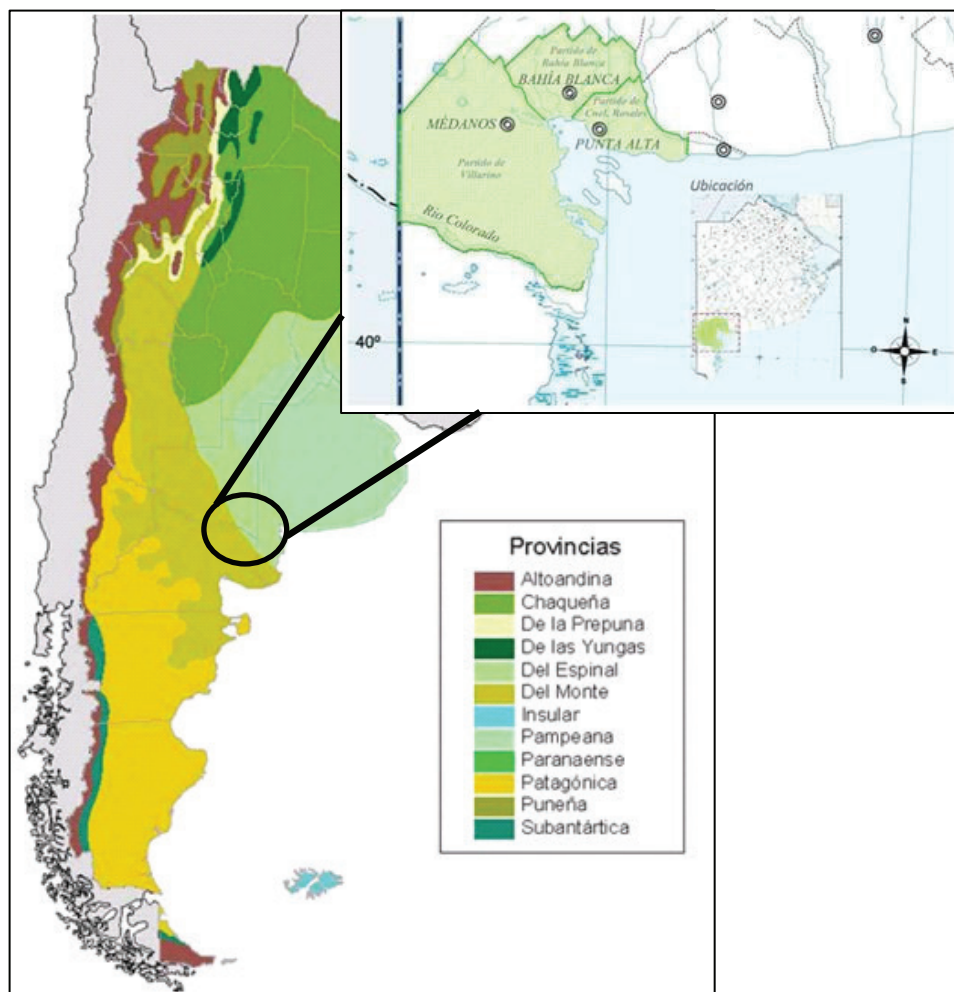 Partido de
Bahía Blanca
BAHÍA BLANCA
Partido de
Cnel. Rosales
MÉDANOS
PUNTA ALTA
Partido de
Villarino
Ubicación
Rio Colorado
40º
N
O
E
S
Provincias
Altoandina
Chaqueña
De la Prepuna
De las Yungas
Del Espinal
Del Monte
Insular
Pampeana
Paranaense
Patagónica
Puneña
Subantártica